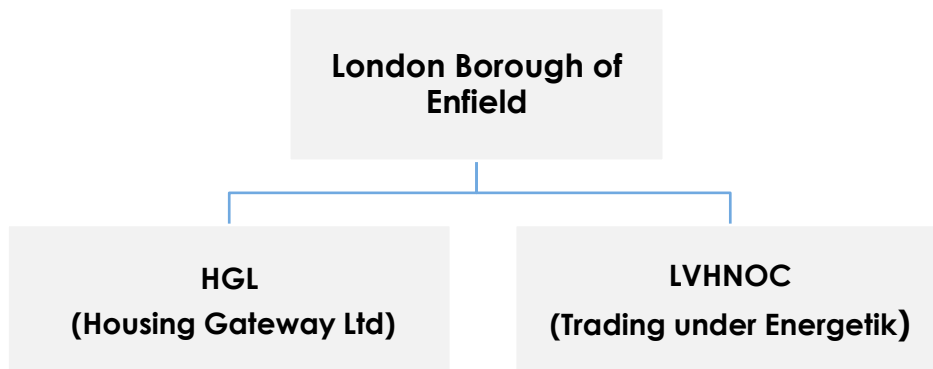 London Borough of
Enfield
HGL
(Housing Gateway Ltd)
LVHNOC
(Trading under Energetik)